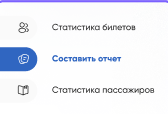 Статистика билетов
Составить отчет
Статистика пассажиров